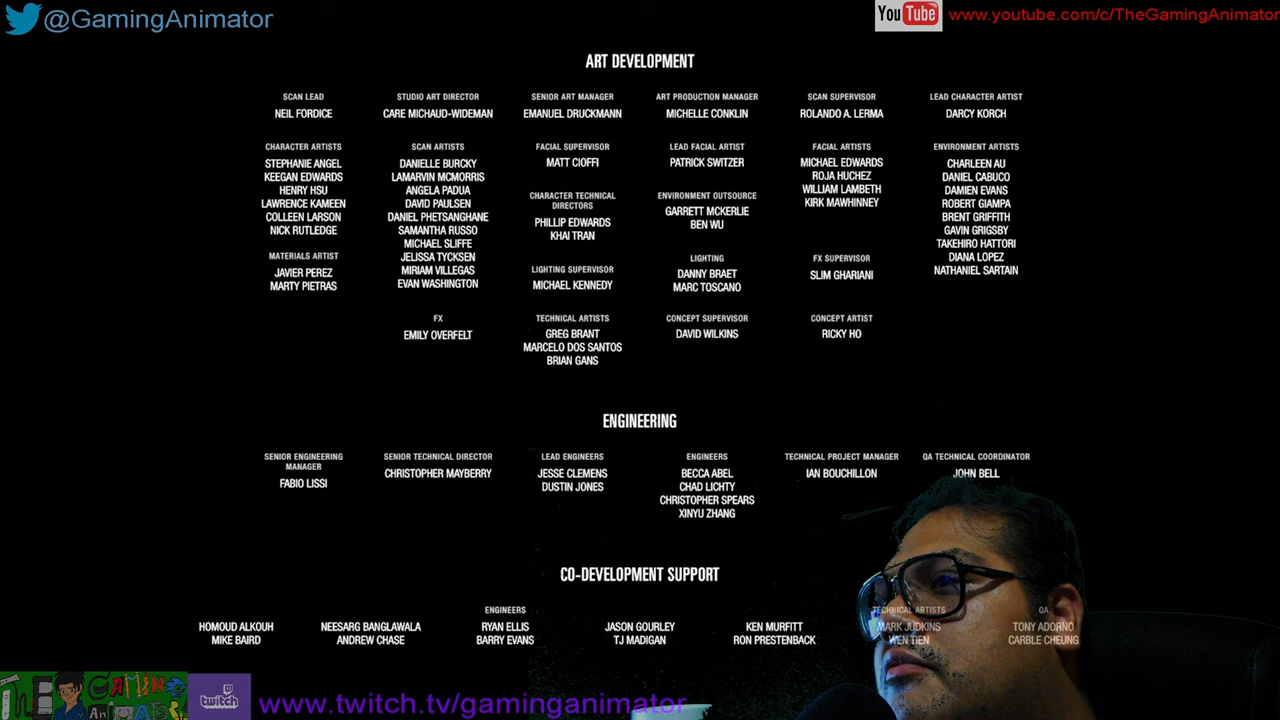 @GamingAnimator
You Tube
www.youtube.com/c/TheGamingAnimator
ART DEVELOPMENT
SCAN LEAD
NEIL FORDICE
STUDIO ART DIRECTOR
CARE MICHAUD-WIDEMAN
SENIOR ART MANAGER
EMANUEL DRUCKMANN
ART PRODUCTION MANAGER
MICHELLE CONKLIN
SCAN SUPERVISOR
ROLANDO A. LERMA
LEAD CHARACTER ARTIST
DARCY KORCH
CHARACTER ARTISTS
STEPHANIE ANGEL
KEEGAN EDWARDS
HENRY HSU
LAWRENCE KAMEEN
COLLEEN LARSON
NICK RUTLEDGE
MATERIALS ARTIST
JAVIER PEREZ
MARTY PIETRAS
SCAN ARTISTS
DANIELLE BURCKY
LAMARVIN MCMORRIS
ANGELA PADUA
DAVID PAULSEN
DANIEL PHETSANGHANE
SAMANTHA RUSSO
MICHAEL SLIFFE
JELISSA TYCKSEN
MIRIAM VILLEGAS
EVAN WASHINGTON
FX
EMILY OVERFELT
FACIAL SUPERVISOR
MATT CIOFFI
CHARACTER TECHNICAL
DIRECTORS
PHILLIP EDWARDS
KHAI TRAN
LIGHTING SUPERVISOR
MICHAEL KENNEDY
TECHNICAL ARTISTS
GREG BRANT
MARCELO DOS SANTOS
BRIAN GANS
LEAD FACIAL ARTIST
PATRICK SWITZER
ENVIRONMENT OUTSOURCE
GARRETT MCKERLIE
BEN WU
LIGHTING
DANNY BRAET
MARC TOSCANO
CONCEPT SUPERVISOR
DAVID WILKINS
FACIAL ARTISTS
MICHAEL EDWARDS
ROJA HUCHEZ
WILLIAM LAMBETH
KIRK MAWHINNEY
FX SUPERVISOR
SLIM GHARIANI
CONCEPT ARTIST
RICKY HO
ENVIRONMENT ARTISTS
CHARLEEN AU
DANIEL CABUCO
DAMIEN EVANS
ROBERT GIAMPA
BRENT GRIFFITH
GAVIN GRIGSBY
TAKEHIRO HATTORI
DIANA LOPEZ
NATHANIEL SARTAIN
ENGINEERING
SENIOR ENGINEERING
MANAGER
FABIO LISSI
SENIOR TECHNICAL DIRECTOR
CHRISTOPHER MAYBERRY
LEAD ENGINEERS
JESSE CLEMENS
DUSTIN JONES
ENGINEERS
BECCA ABEL
CHAD LICHTY
CHRISTOPHER SPEARS
XINYU ZHANG
TECHNICAL PROJECT MANAGER
IAN BOUCHILLON
QA TECHNICAL COORDINATOR
JOHN BELL
CO-DEVELOPMENT SUPPORT
ENGINEERS
HOMOUD ALKOUH
MIKE BAIRD
NEESARG BANGLAWALA
ANDREW CHASE
RYAN ELLIS
BARRY EVANS
JASON GOURLEY
TJ MADIGAN
KEN MURFITT
RON PRESTENBACK
TECHNICAL ARTISTS
MARK JUDKINS
WEN TIEN
QA
TONY ADORNO
CARBLE CHEUNG
THE GAMING
ANIMATOR
twitch
www.twitch.tv/gaminganimator